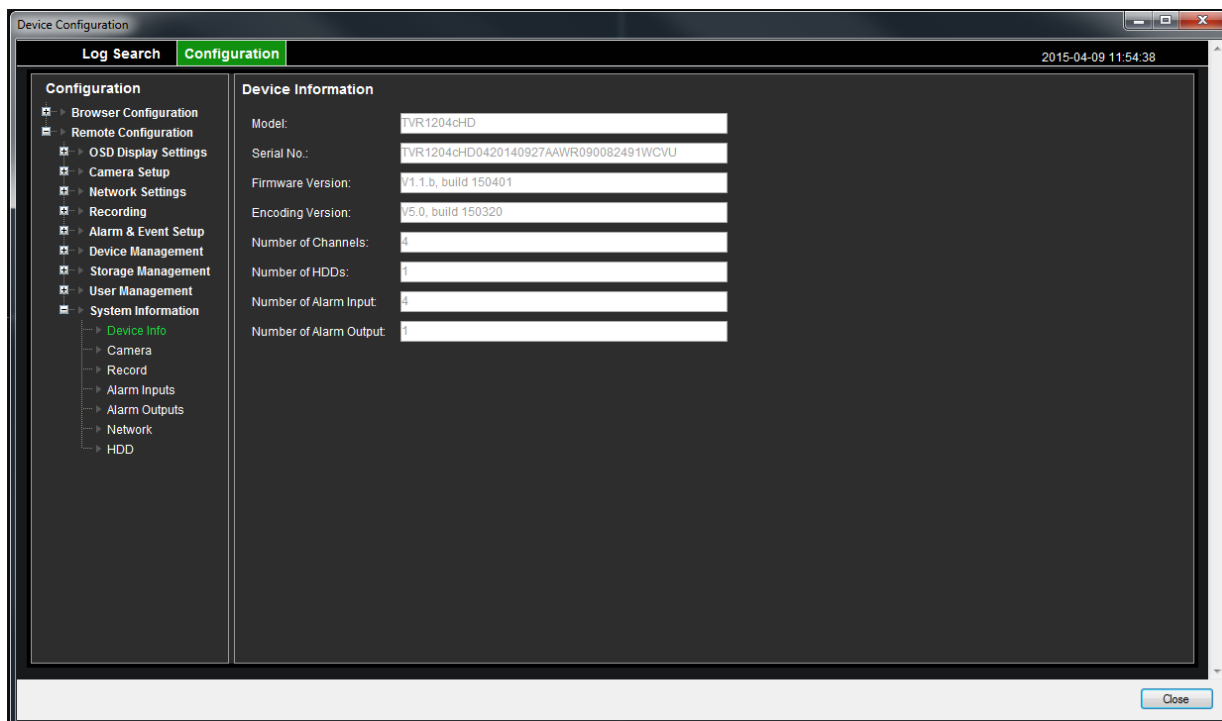 Device Configuration
Log Search Configuration 2015-04-09 11:54:38
Configuration
Browser Configuration
Remote Configuration
OSD Display Settings
Camera Setup
Network Settings
Recording
Alarm & Event Setup
Device Management
Storage Management
User Management
System Information
Device Info
Camera
Record
Alarm Inputs
Alarm Outputs
Network
HDD
Device Information
Model: TVR1204cHD
Serial No.: TVR1204cHD0420140927AAWR090082491WCVU
Firmware Version: V1.1.b, build 150401
Encoding Version: V5.0, build 150320
Number of Channels: 4
Number of HDDs: 1
Number of Alarm Input: 4
Number of Alarm Output: 1
Close